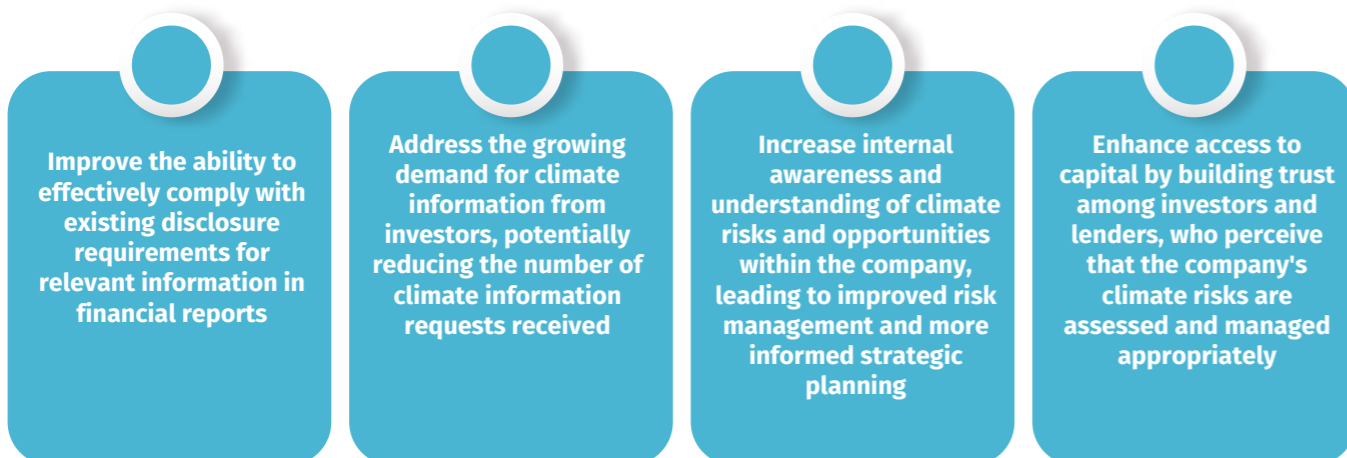 Improve the ability to
effectively comply with
existing disclosure
requirements for
relevant information in
financial reports
Address the growing
demand for climate
information from
investors, potentially
reducing the number of
climate information
requests received
Increase internal
awareness and
understanding of climate
risks and opportunities
within the company,
leading to improved risk
management and more
informed strategic
planning
Enhance access to
capital by building trust
among investors and
lenders, who perceive
that the company's
climate risks are
assessed and managed
appropriately